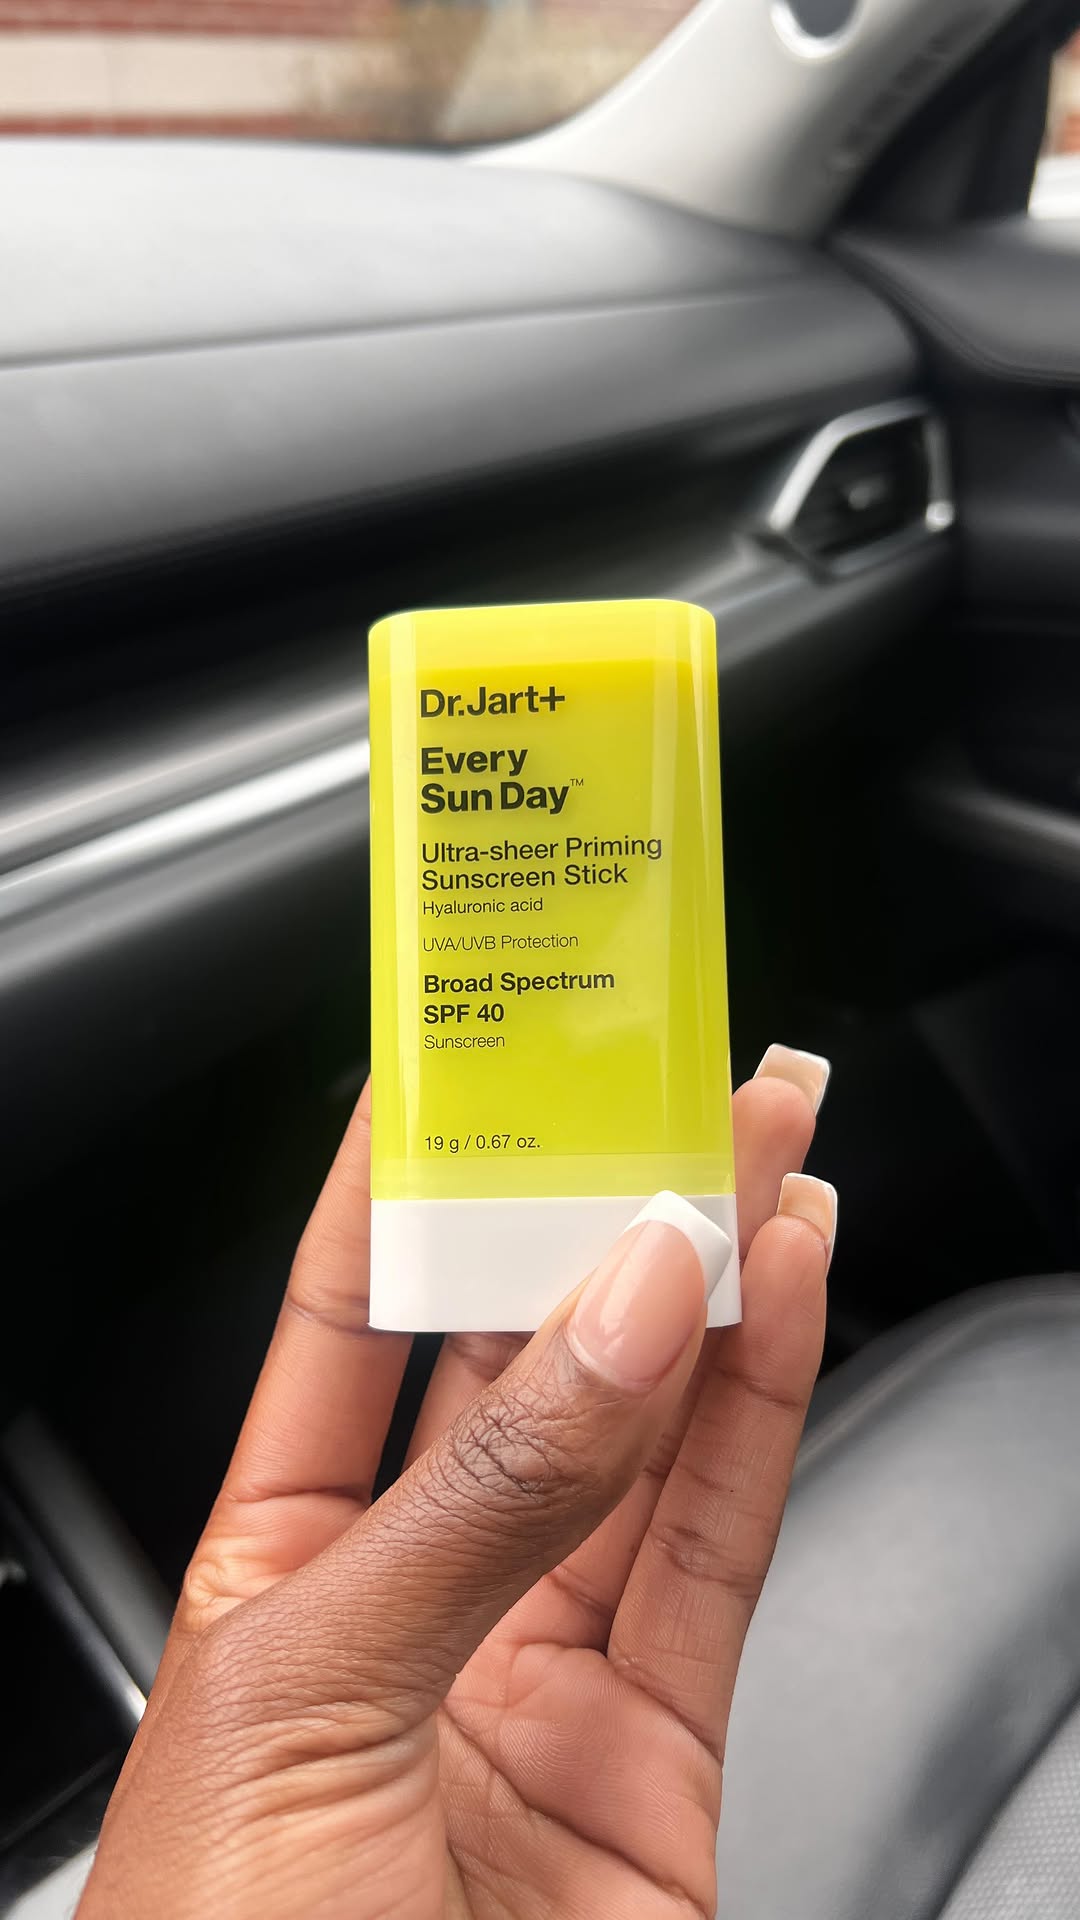 Dr.Jart+
Every
Sun Day™
Ultra-sheer Priming
Sunscreen Stick
Hyaluronic acid
UVA/UVB Protection
Broad Spectrum
SPF 40
Sunscreen
19 g / 0.67 oz.